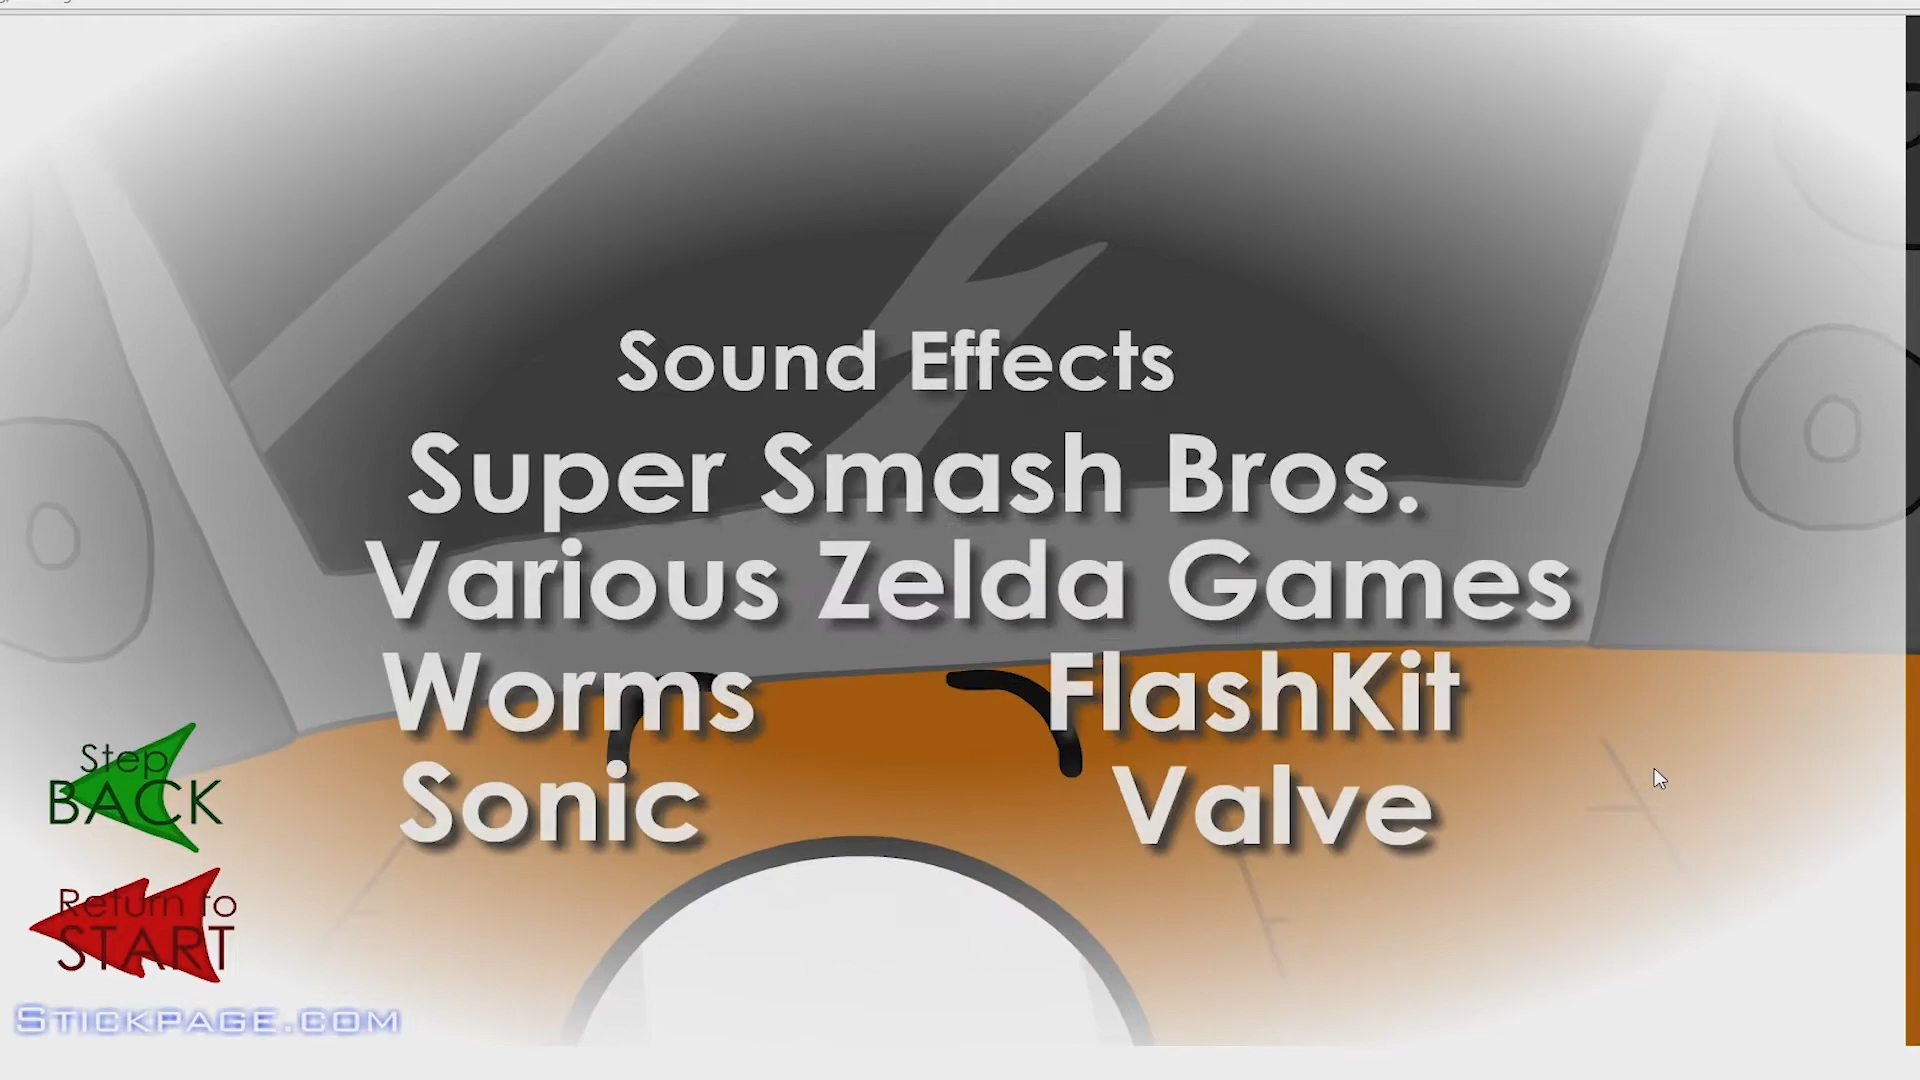 Sound Effects
Super Smash Bros.
Various Zelda Games
Worms FlashKit
Sonic Valve
Step
BACK
Return to
START
STICKPAGE.COM